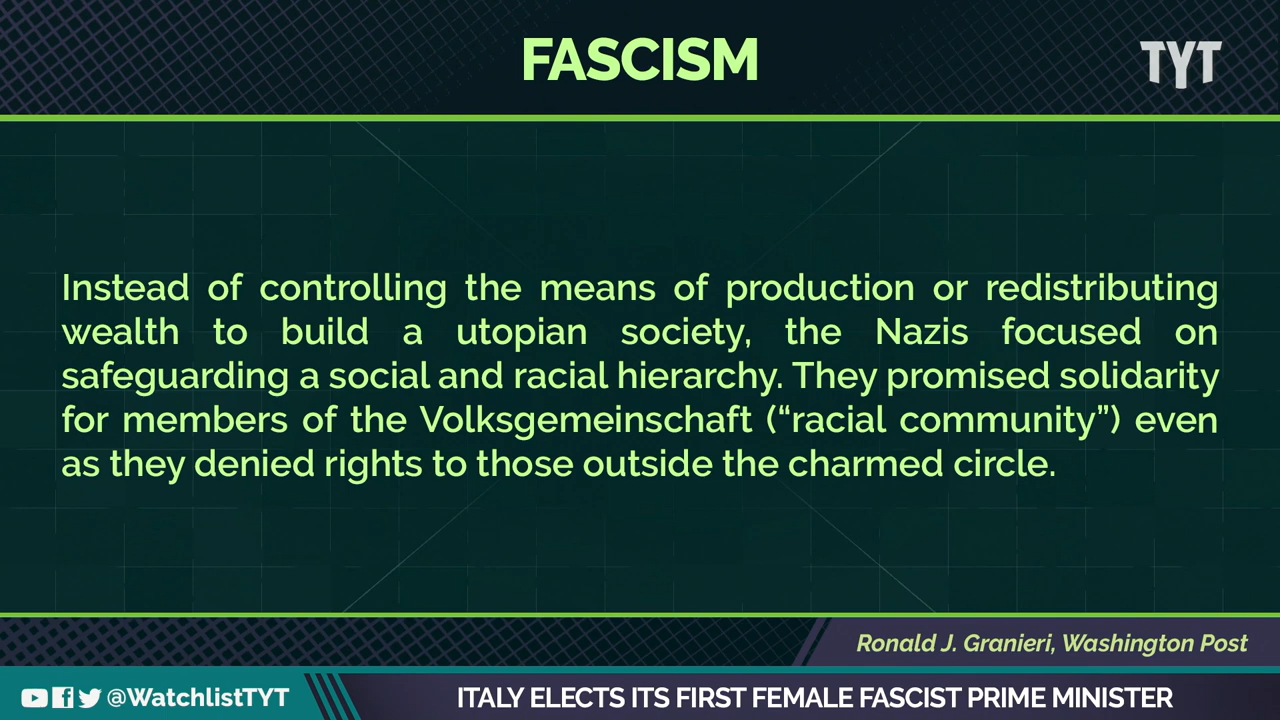 FASCISM
TYT
Instead of controlling the means of production or redistributing
wealth to build a utopian society, the Nazis focused on
safeguarding a social and racial hierarchy. They promised solidarity
for members of the Volksgemeinschaft (“racial community”) even
as they denied rights to those outside the charmed circle.
Ronald J. Granieri, Washington Post
@WatchlistTYT
ITALY ELECTS ITS FIRST FEMALE FASCIST PRIME MINISTER